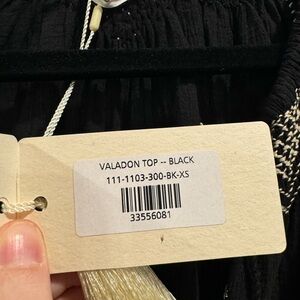 VALADON TOP -- BLACK
111-1103-300-BK-XS
33556081